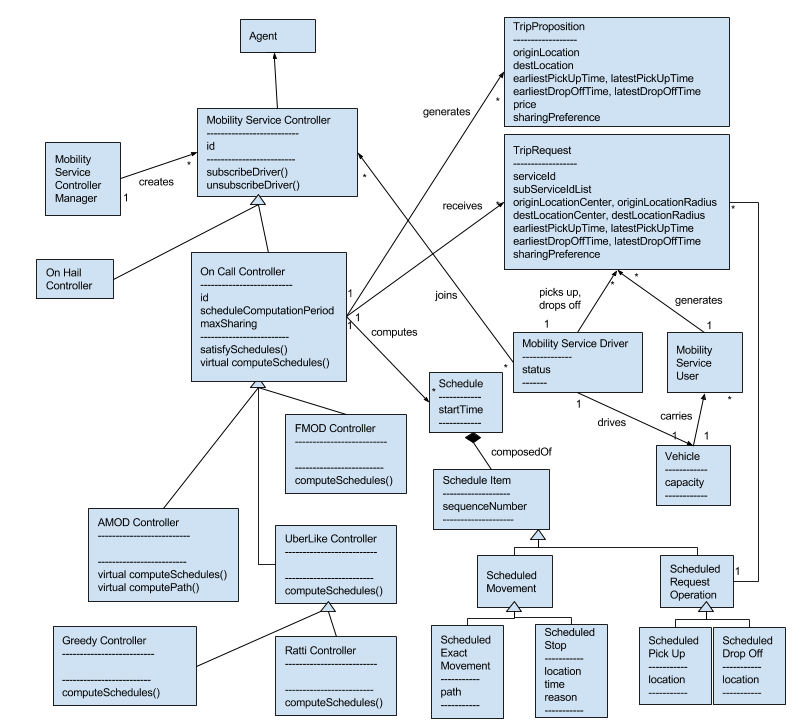 Agent
TripProposition
------------------
originLocation
destLocation
earliestPickUpTime, latestPickUpTime
earliestDropOffTime, latestDropOffTime
price
sharingPreference
generates
*
Mobility Service Controller
--------------------------
id
-------------------------
subscribeDriver()
unsubscribeDriver()
Mobility
Service
Controller
Manager
creates
1
*
*
TripRequest
------------------
serviceId
subServiceIdList
originLocationCenter, originLocationRadius
destLocationCenter, destLocationRadius
earliestPickUpTime, latestPickUpTime
earliestDropOffTime, latestDropOffTime
sharingPreference
receives
*
*
On Hail
Controller
On Call Controller
--------------------------
id
scheduleComputationPeriod
maxSharing
-------------------------
satisfySchedules()
virtual computeSchedules()
1
1
1
joins
computes
picks up,
drops off
*
*
generates
1
1
Mobility Service Driver
--------------
status
-------
*
Mobility
Service
User
*
Schedule
------------
startTime
------------
*
1
drives
carries
1
1
FMOD Controller
--------------------------
-------------------------
computeSchedules()
composedOf
Vehicle
------------
capacity
------------
Schedule Item
-------------------
sequenceNumber
--------------------
AMOD Controller
--------------------------
-------------------------
virtual computeSchedules()
virtual computePath()
UberLike Controller
--------------------------
-------------------------
computeSchedules()
Scheduled
Movement
Scheduled
Request
Operation
1
Greedy Controller
--------------------------
-------------------------
computeSchedules()
Ratti Controller
--------------------------
-------------------------
computeSchedules()
Scheduled
Exact
Movement
-----------
path
-----------
Scheduled
Stop
-----------
location
time
reason
-----------
Scheduled
Pick Up
-----------
location
-----------
Scheduled
Drop Off
-----------
location
-----------